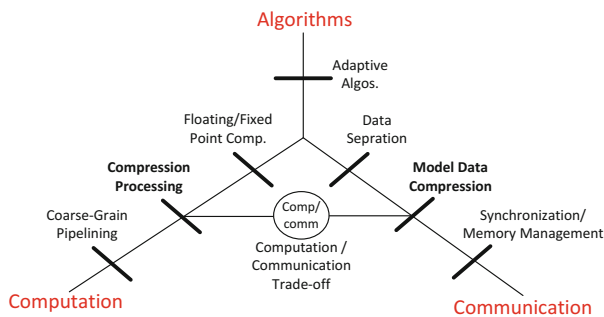 Algorithms
Adaptive
Algos.
Floating/Fixed
Point Comp.
Data
Sepration
Compression
Processing
Model Data
Compression
Coarse-Grain
Pipelining
Comp/
comm
Synchronization/
Memory Management
Computation /
Communication
Trade-off
Computation
Communication